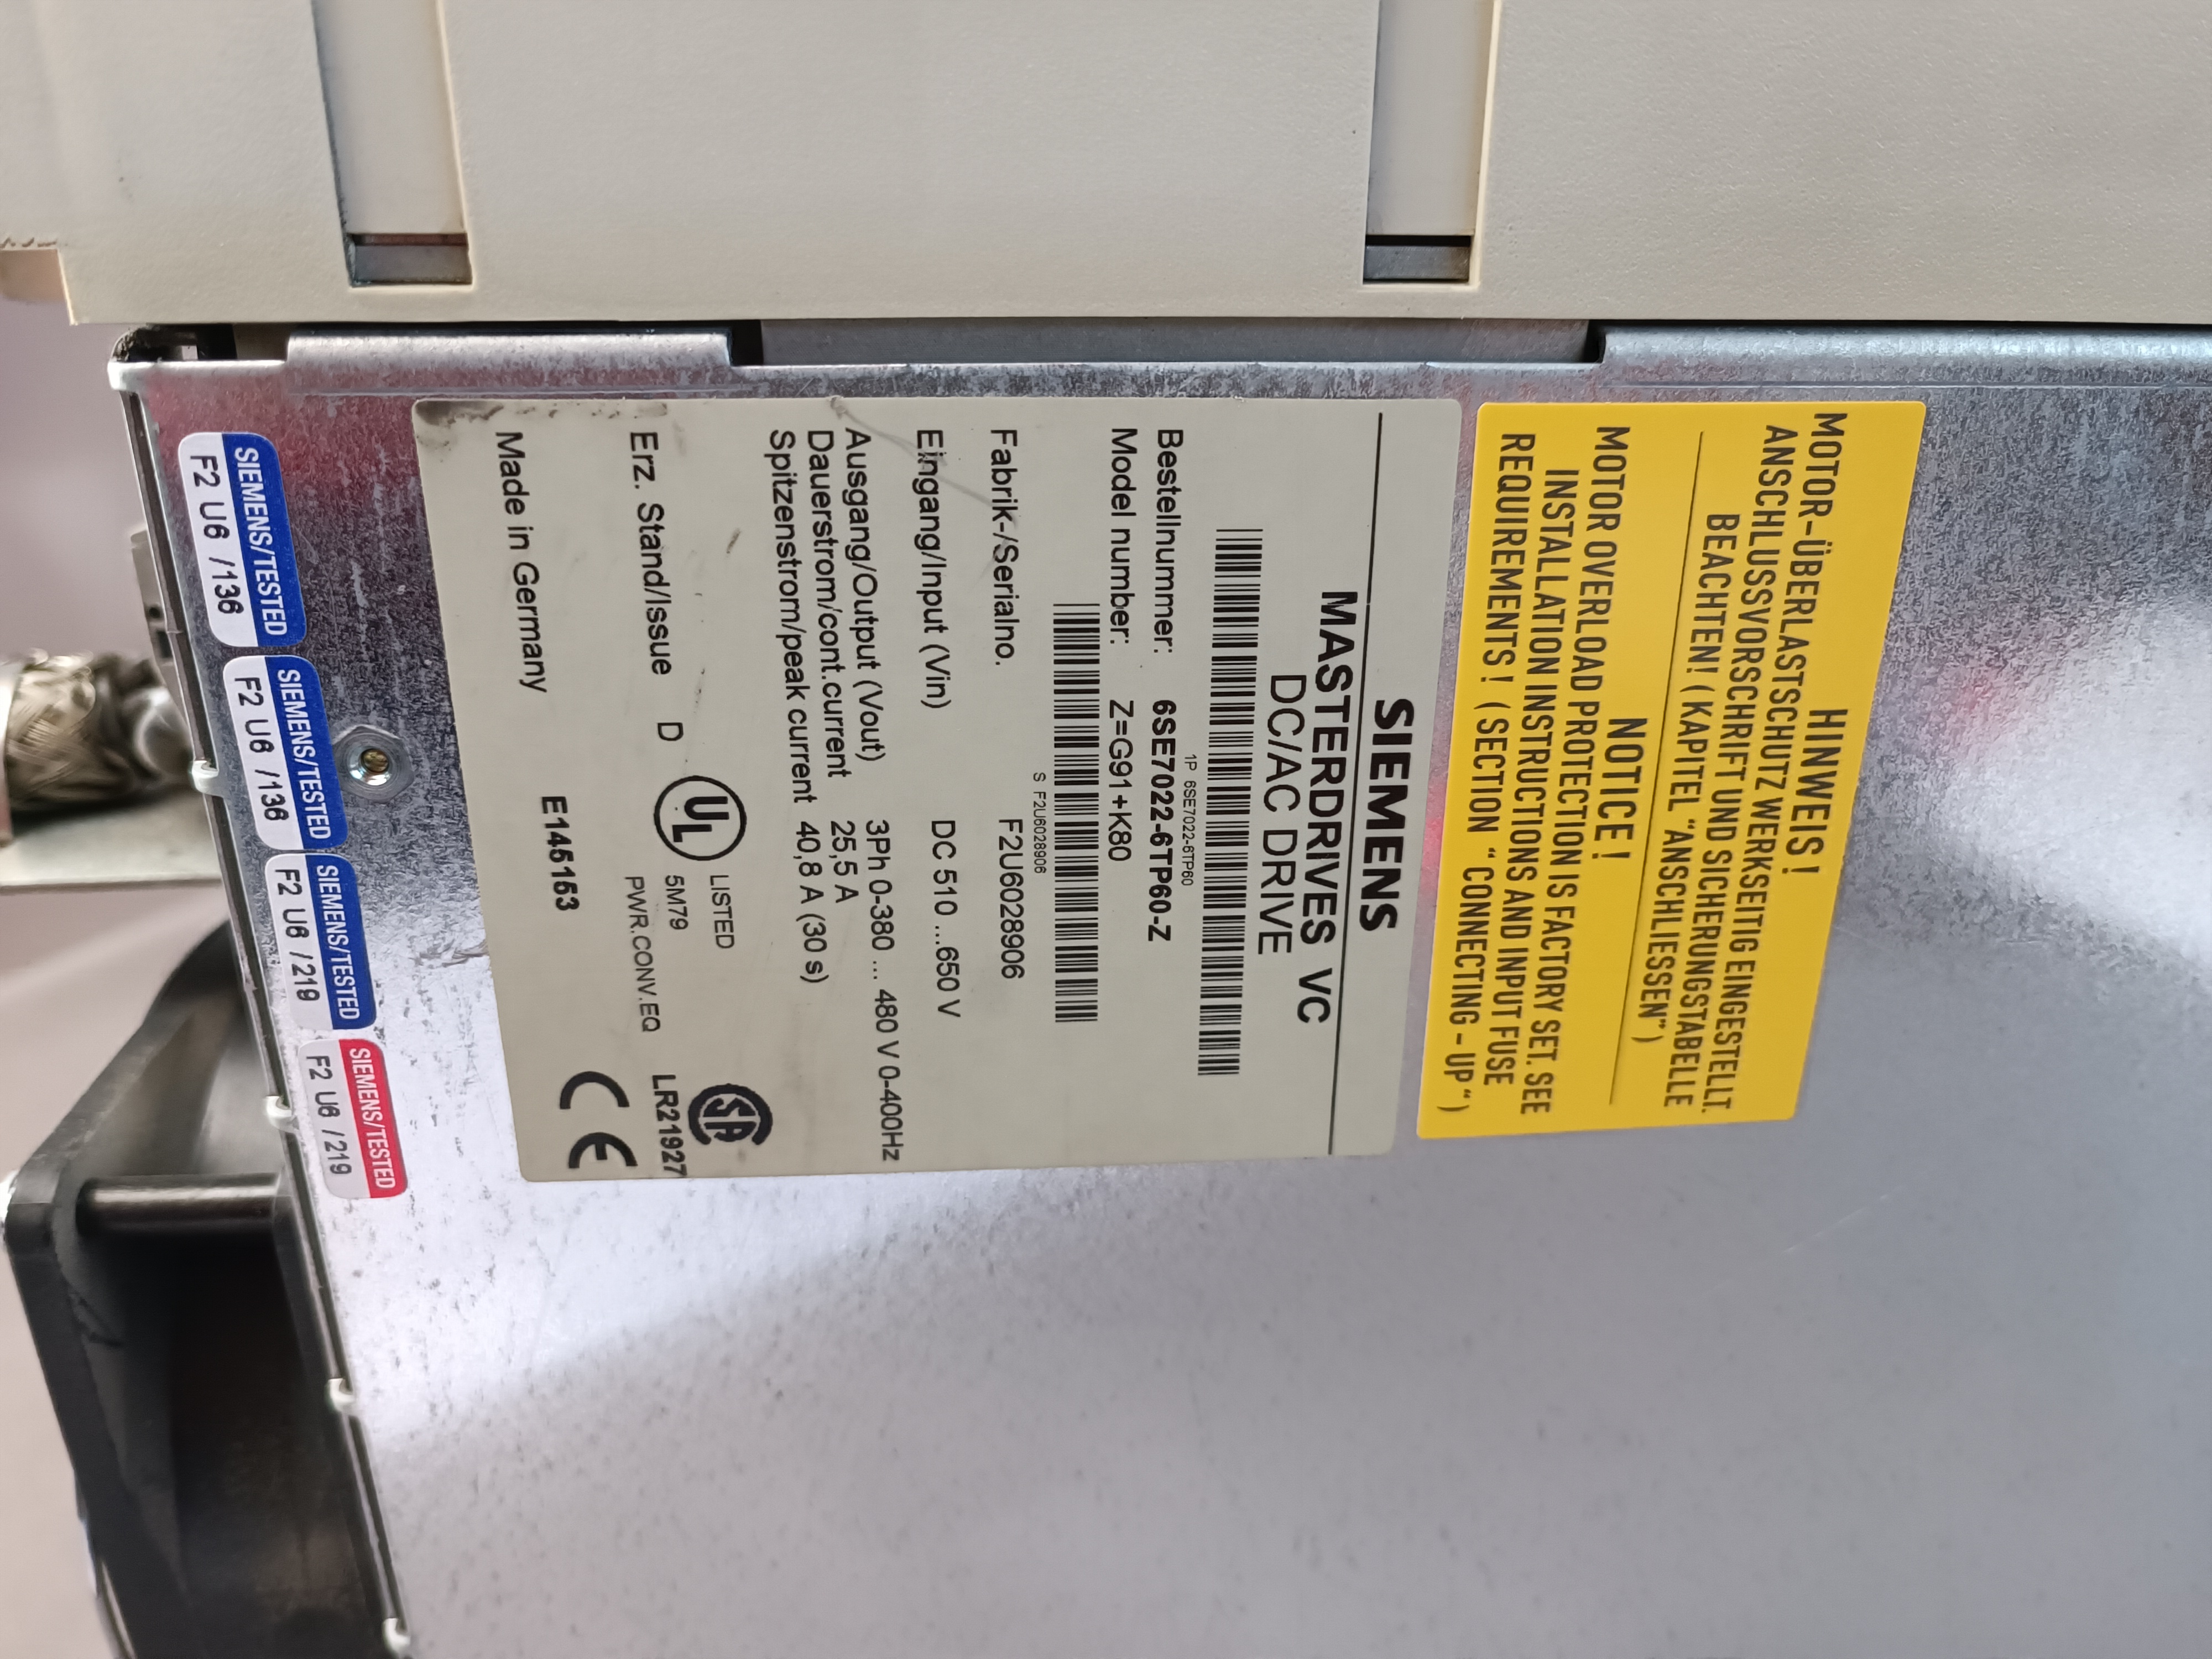 HINWEIS !
MOTOR-ÜBERLASTSCHUTZ WERKSEITIG EINGESTELLT.
ANSCHLUSSVORSCHRIFT UND SICHERUNGSTABELLE
BEACHTEN! ( KAPITEL "ANSCHLIESSEN" )
NOTICE !
MOTOR OVERLOAD PROTECTION IS FACTORY SET. SEE
INSTALLATION INSTRUCTIONS AND INPUT FUSE
REQUIREMENTS ! ( SECTION " CONNECTING - UP " )
SIEMENS
MASTERDRIVES VC
DC/AC DRIVE
1P 6SE7022-6TP60
Bestellnummer: 6SE7022-6TP60-Z
Model number: Z=G91+K80
S F2U6028906
Fabrik-/Serialno. F2U6028906
Eingang/Input (Vin) DC 510 ...650 V
Ausgang/Output (Vout) 3Ph 0-380 ... 480 V 0-400Hz
Dauerstrom/cont.current 25,5 A
Spitzenstrom/peak current 40,8 A (30 s)
UL LISTED
5M79
PWR.CONV.EQ
SA
LR21927
Erz. Stand/Issue D
Made in Germany E145153 CE
SIEMENS/TESTED
F2 U6 /136
SIEMENS/TESTED
F2 U6 /136
SIEMENS/TESTED
F2 U6 /219
SIEMENS/TESTED
F2 U6 /219